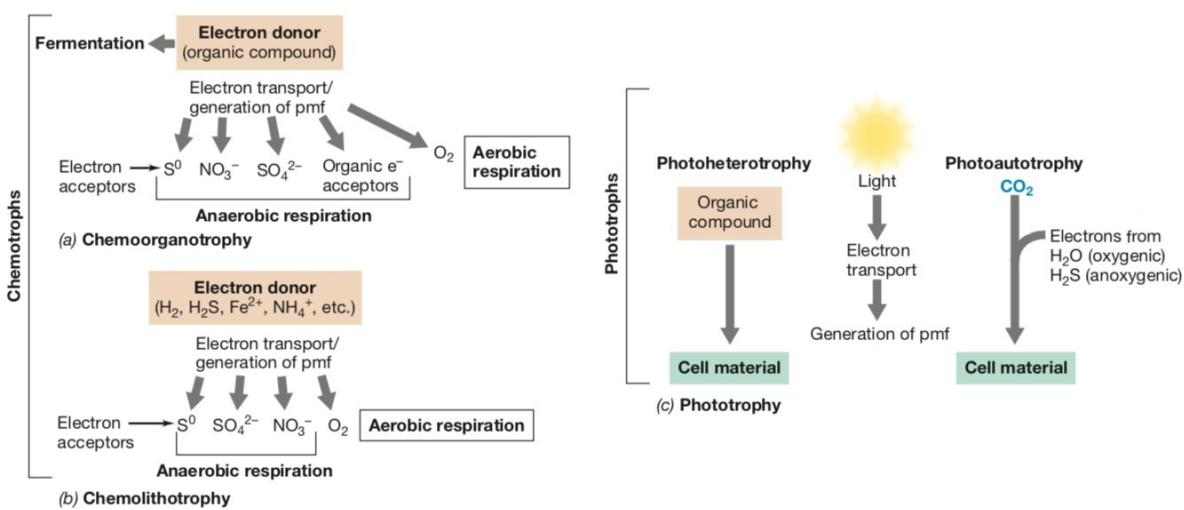 Chemotrophs
Fermentation
Electron donor
(organic compound)
Electron transport/
generation of pmf
Electron
acceptors
S⁰ NO₃⁻ SO₄²⁻ Organic e⁻
acceptors
O₂
Aerobic
respiration
Anaerobic respiration
(a) Chemoorganotrophy
Electron donor
(H₂, H₂S, Fe²⁺, NH₄⁺, etc.)
Electron transport/
generation of pmf
Electron
acceptors
S⁰ SO₄²⁻ NO₃⁻ O₂
Aerobic respiration
Anaerobic respiration
(b) Chemolithotrophy
Phototrophs
Photoheterotrophy
Organic
compound
Cell material
Light
Electron
transport
Generation of pmf
Photoautotrophy
CO₂
Electrons from
H₂O (oxygenic)
H₂S (anoxygenic)
Cell material
(c) Phototrophy